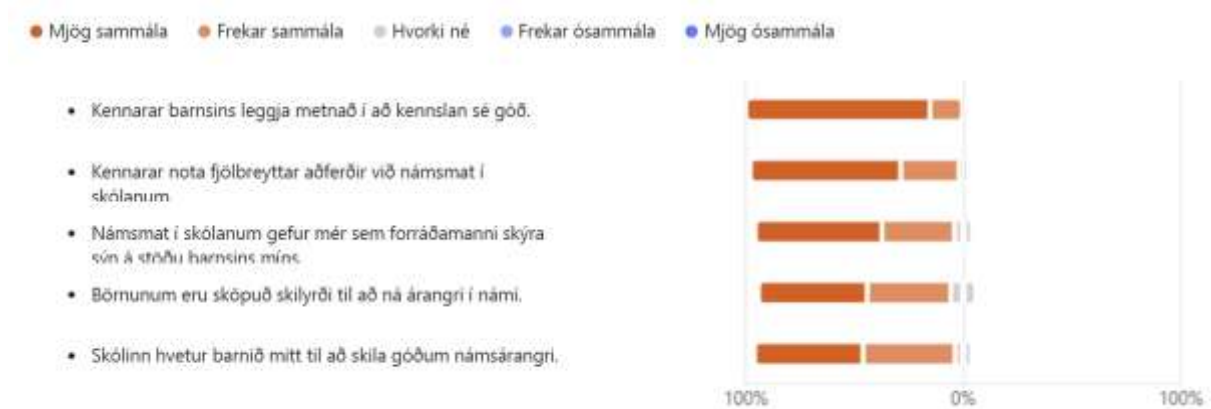 Mjög sammála Frekar sammála Hvorki né Frekar ósammála Mjög ósammála
Kennarar barnsins leggja metnað í að kennslan sé góð.
Kennarar nota fjölbreyttar aðferðir við námsmat í
skólanum
Námsmat í skólanum gefur mér sem forráðamanni skýra
sýn á stöðu barnsins míns
Börnunum eru sköpuð skilyrði til að ná árangri í námi.
Skólinn hvetur barnið mitt til að skila góðum námsárangri.
100% 0% 100%